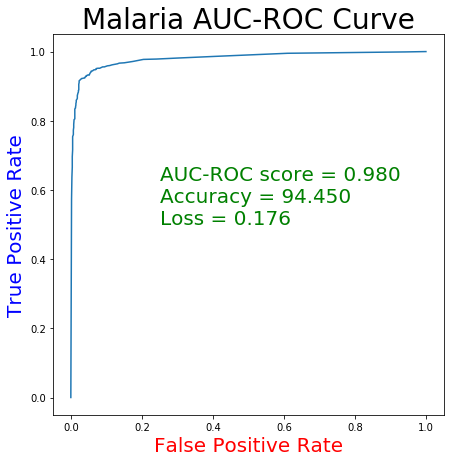 Malaria AUC-ROC Curve
True Positive Rate
1.0
0.8
0.6
0.4
0.2
0.0
AUC-ROC score = 0.980
Accuracy = 94.450
Loss = 0.176
0.0 0.2 0.4 0.6 0.8 1.0
False Positive Rate